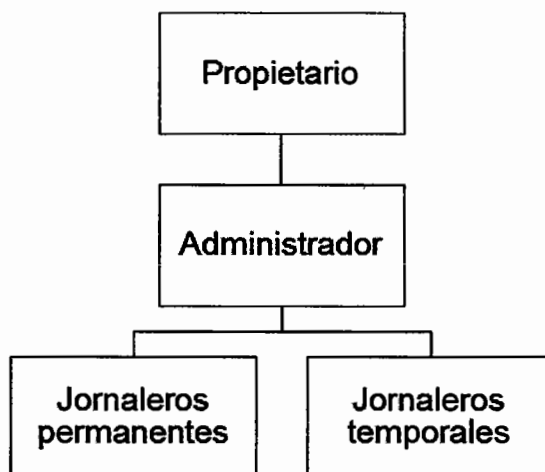 Propietario
Administrador
Jornaleros
permanentes
Jornaleros
temporales